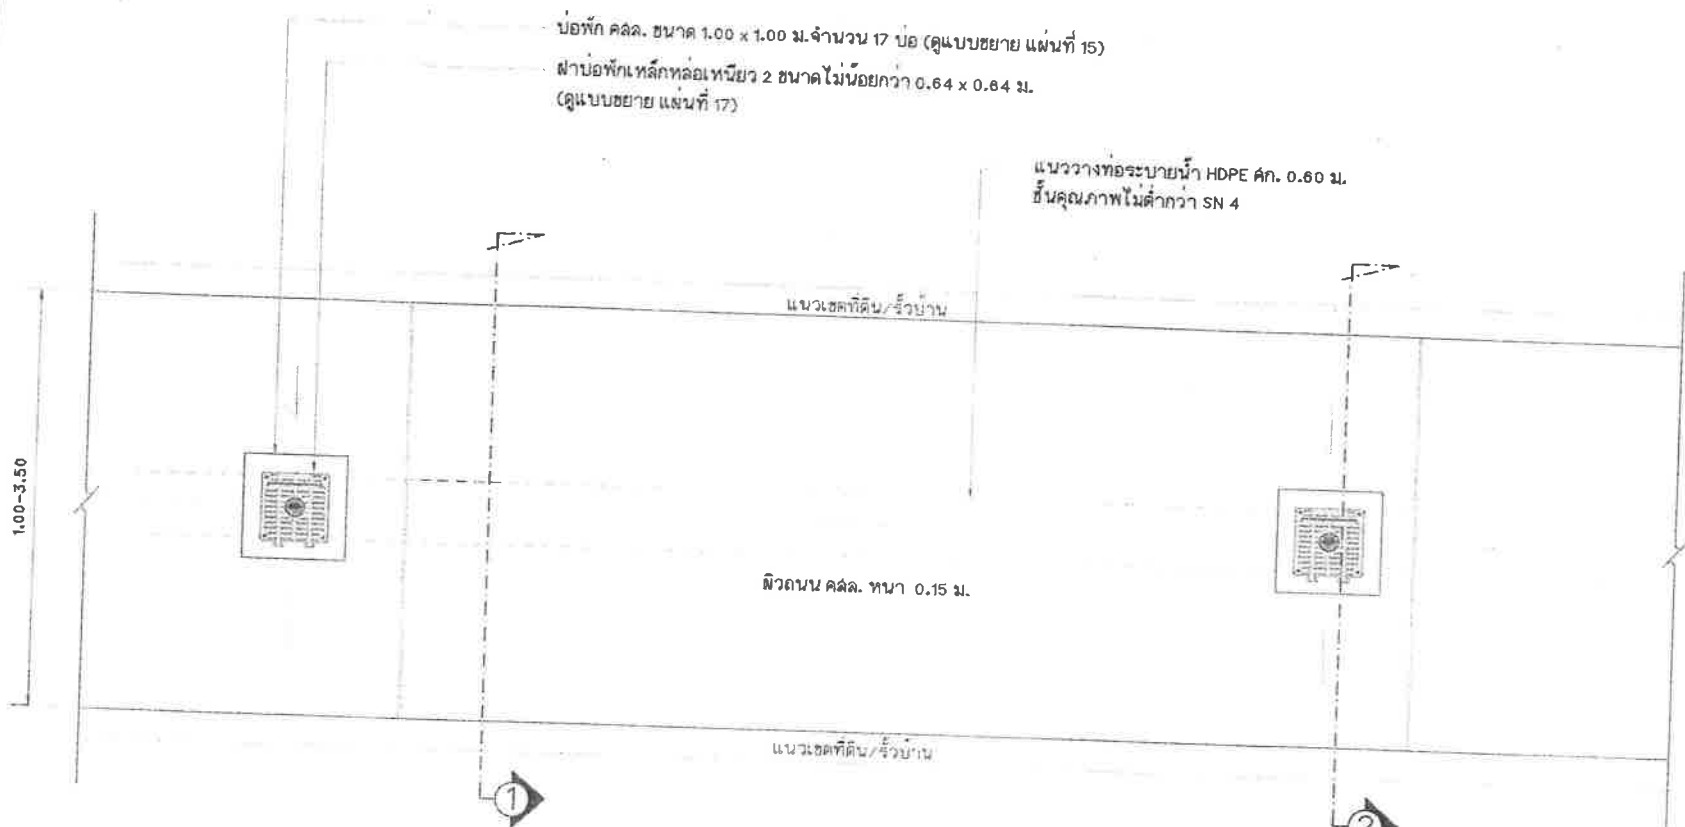 บ่อพัก คสล. ขนาด 1.00 x 1.00 ม.จำนวน 17 บ่อ (ดูแบบขยาย แผ่นที่ 15)
ฝาบ่อพักเหล็กหล่อเหนียว 2 ขนาดไม่น้อยกว่า 0.64 x 0.64 ม.
(ดูแบบขยาย แผ่นที่ 17)
แนววางท่อระบายน้ำ HDPE ศก. 0.60 ม.
ชั้นคุณภาพไม่ต่ำกว่า SN 4
แนวเขตที่ดิน/รั้วบ้าน
1.00-3.50
ผิวถนน คสล. หนา 0.15 ม.
แนวเขตที่ดิน/รั้วบ้าน
1
2